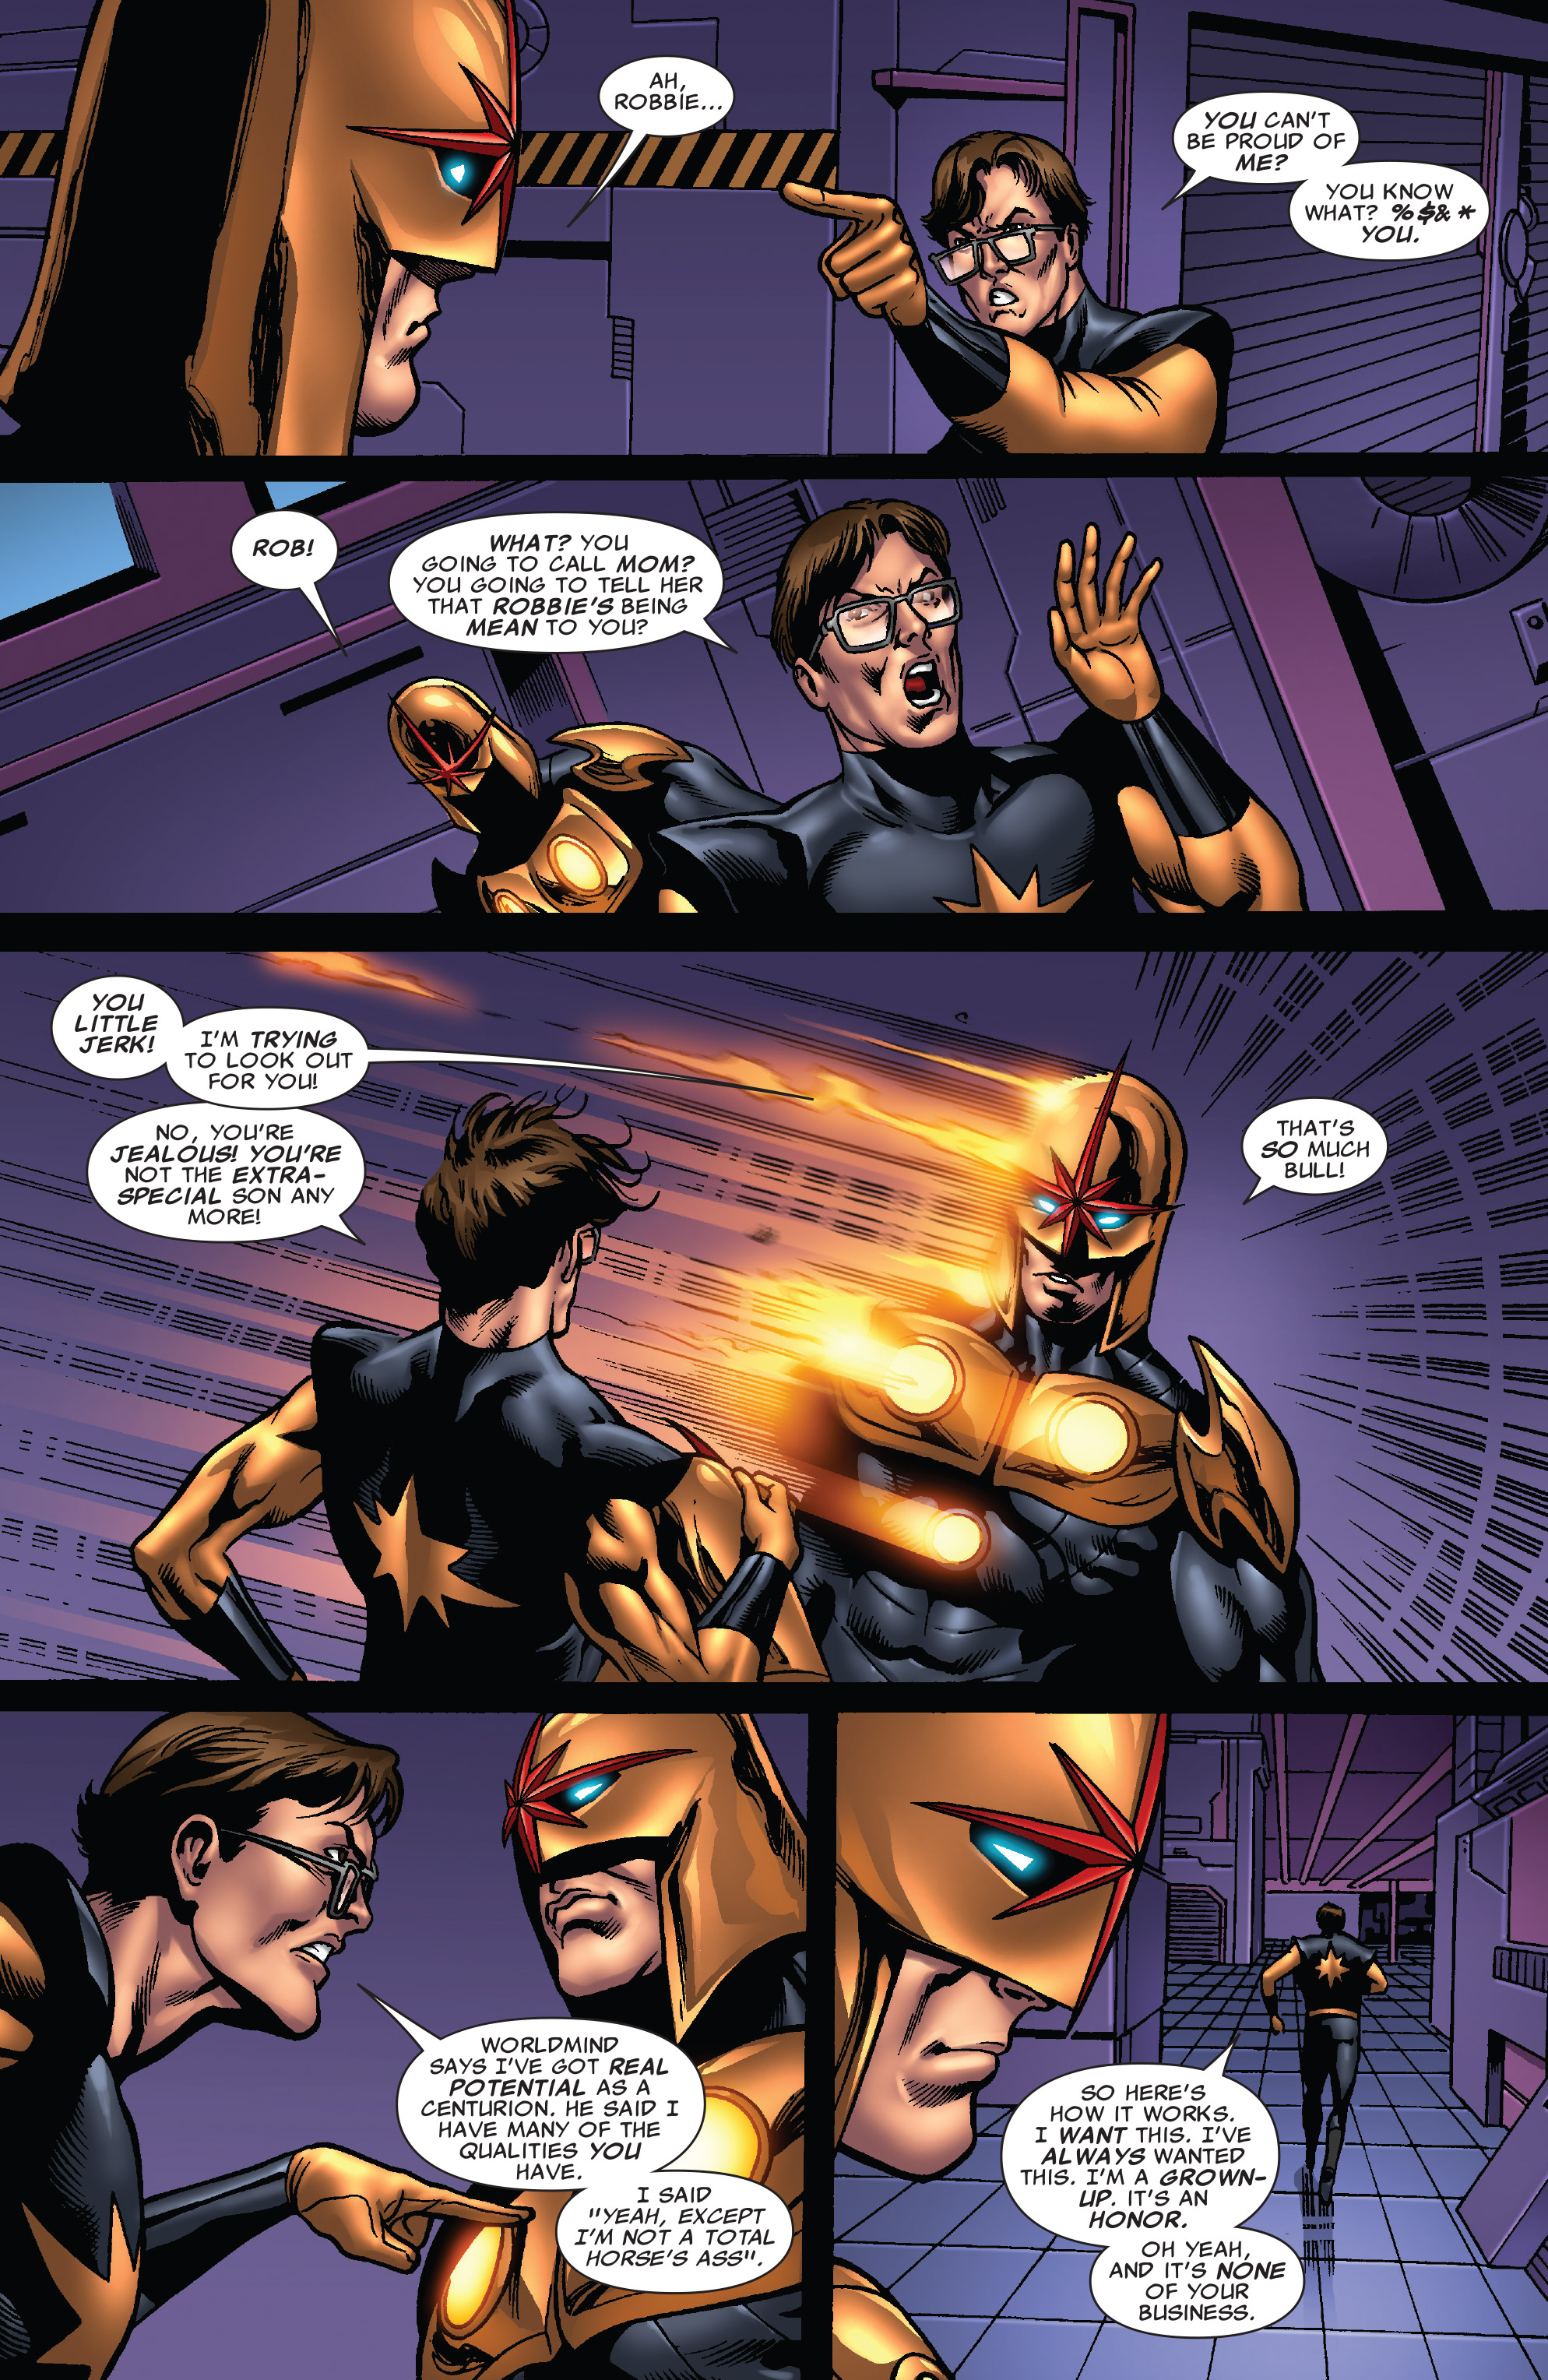 AH,
ROBBIE...
YOU CAN'T
BE PROUD OF
ME?
YOU KNOW
WHAT? %$&*
YOU.
ROB!
WHAT? YOU
GOING TO CALL MOM?
YOU GOING TO TELL HER
THAT ROBBIE'S BEING
MEAN TO YOU?
YOU
LITTLE
JERK!
I'M TRYING
TO LOOK OUT
FOR YOU!
NO, YOU'RE
JEALOUS! YOU'RE
NOT THE EXTRA-
SPECIAL SON ANY
MORE!
THAT'S
SO MUCH
BULL!
WORLDMIND
SAYS I'VE GOT REAL
POTENTIAL AS A
CENTURION. HE SAID I
HAVE MANY OF THE
QUALITIES YOU
HAVE.
I SAID
"YEAH, EXCEPT
I'M NOT A TOTAL
HORSE'S ASS".
SO HERE'S
HOW IT WORKS.
I WANT THIS. I'VE
ALWAYS WANTED
THIS. I'M A GROWN-
UP. IT'S AN
HONOR.
OH YEAH,
AND IT'S NONE
OF YOUR
BUSINESS.